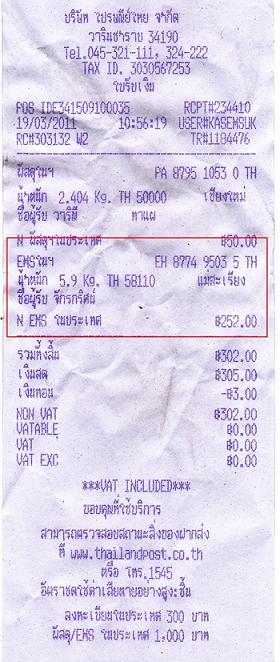 บริษัท ไปรษณีย์ไทย จำกัด
วารินชำราบ 34190
Tel.045-321-111, 324-222
TAX ID. 3030567253
ใบรับเงิน
POS IDE341509100035 RCPT#234410
19/03/2011 10:56:19 USER#KASEMSUK
RC#303132 W2 TR#1184476
พัสดุในฯ PA 8795 1053 0 TH
น้ำหนัก 2.404 Kg. TH 50000 เชียงใหม่
ชื่อผู้รับ วาริณี ทาแผ
N พัสดุฯในประเทศ ฿50.00
EMSในฯ EH 8774 9503 5 TH
น้ำหนัก 5.9 Kg. TH 58110 แม่สะเรียง
ชื่อผู้รับ จักรกริศน์
N EMS ในประเทศ ฿252.00
รวมทั้งสิ้น ฿302.00
เงินสด ฿305.00
เงินทอน -฿3.00
NON VAT ฿302.00
VATABLE ฿0.00
VAT ฿0.00
VAT EXC ฿0.00
***VAT INCLUDED***
ขอบคุณที่ใช้บริการ
สามารถตรวจสอบสถานะสิ่งของฝากส่ง
ที่ www.thailandpost.co.th
หรือ โทร.1545
อัตราชดใช้ค่าเสียหายอย่างสูง:ชิ้น
ลงทะเบียนในประเทศ 300 บาท
พัสดุ/EMS ในประเทศ 1,000 บาท